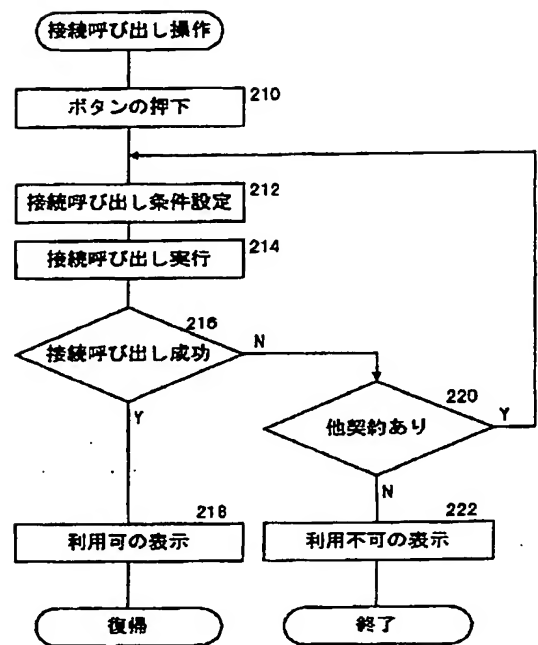 接続呼び出し操作
ボタンの押下
210
接続呼び出し条件設定
212
接続呼び出し実行
214
接続呼び出し成功
216
N
Y
他契約あり
220
Y
N
利用可の表示
218
利用不可の表示
222
復帰
終了